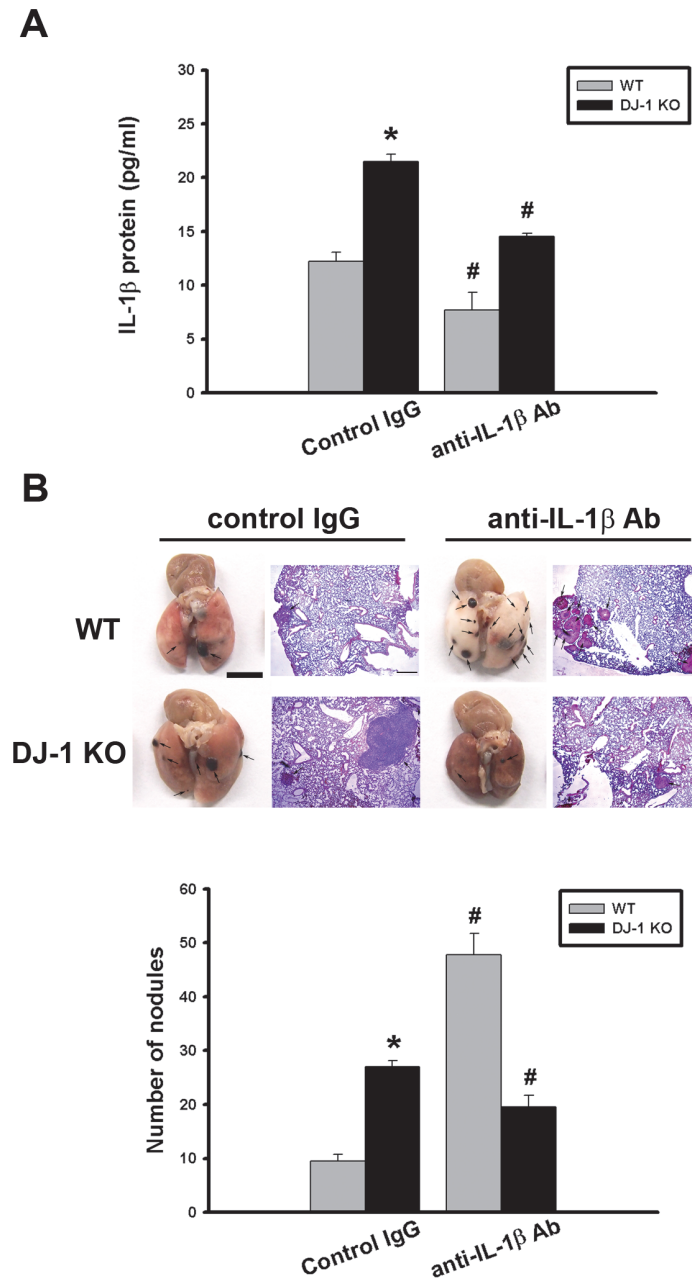 A
IL-1β protein (pg/ml)
30
25
20
15
10
5
0
WT
DJ-1 KO
*
#
#
Control IgG
anti-IL-1β Ab
B
control IgG
anti-IL-1β Ab
WT
DJ-1 KO
Number of nodules
60
50
40
30
20
10
0
WT
DJ-1 KO
*
#
#
Control IgG
anti-IL-1β Ab